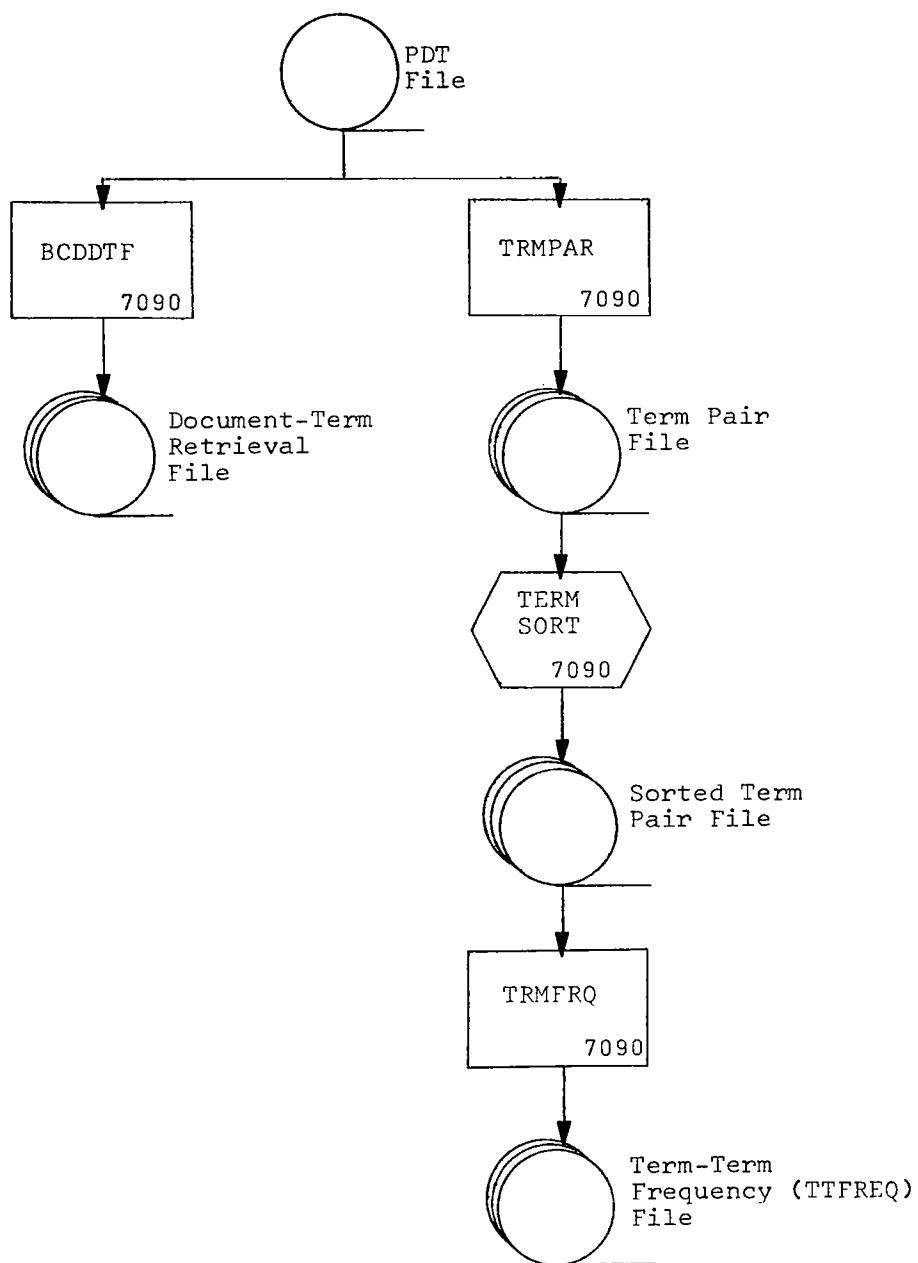 PDT
File
BCDDTF
7090
TRMPAR
7090
Document-Term
Retrieval
File
Term Pair
File
TERM
SORT
7090
Sorted Term
Pair File
TRMFRQ
7090
Term-Term
Frequency (TTFREQ)
File